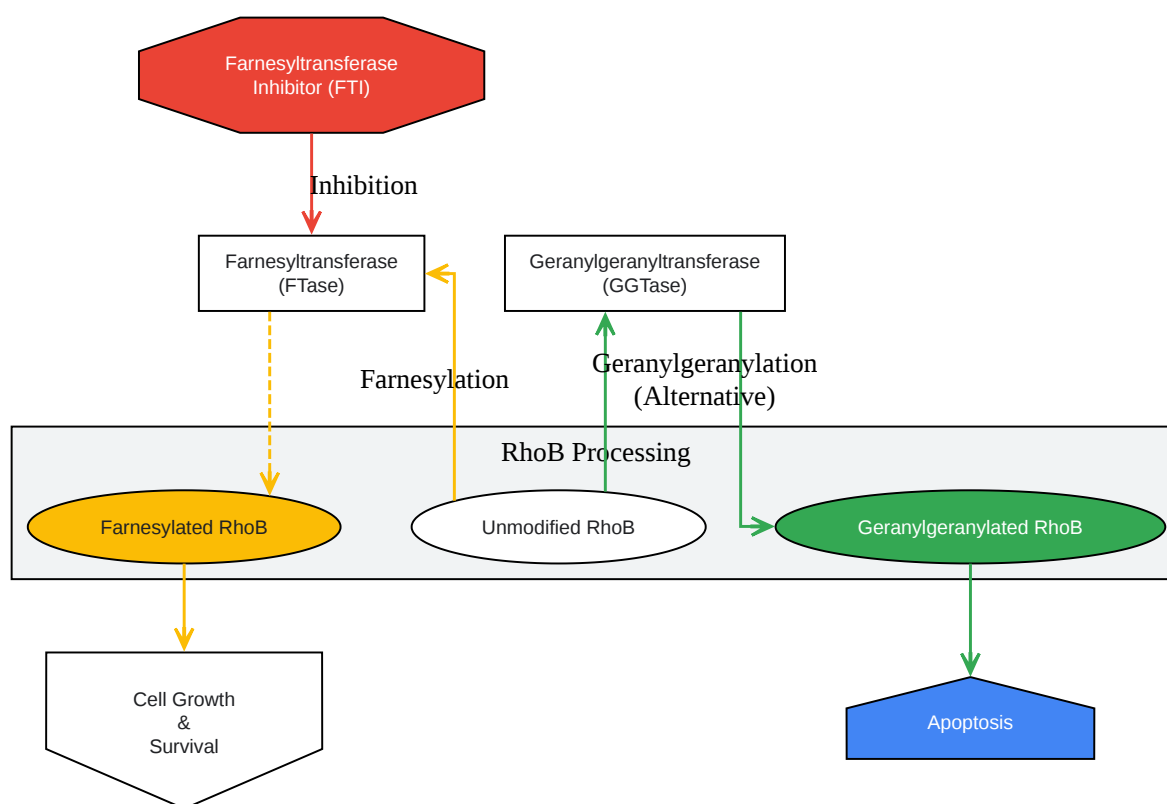 Farnesyltransferase
Inhibitor (FTI)
Inhibition
Farnesyltransferase
(FTase)
Geranylgeranyltransferase
(GGTase)
Farnesylation
Geranylgeranylation
(Alternative)
RhoB Processing
Farnesylated RhoB
Unmodified RhoB
Geranylgeranylated RhoB
Cell Growth
&
Survival
Apoptosis